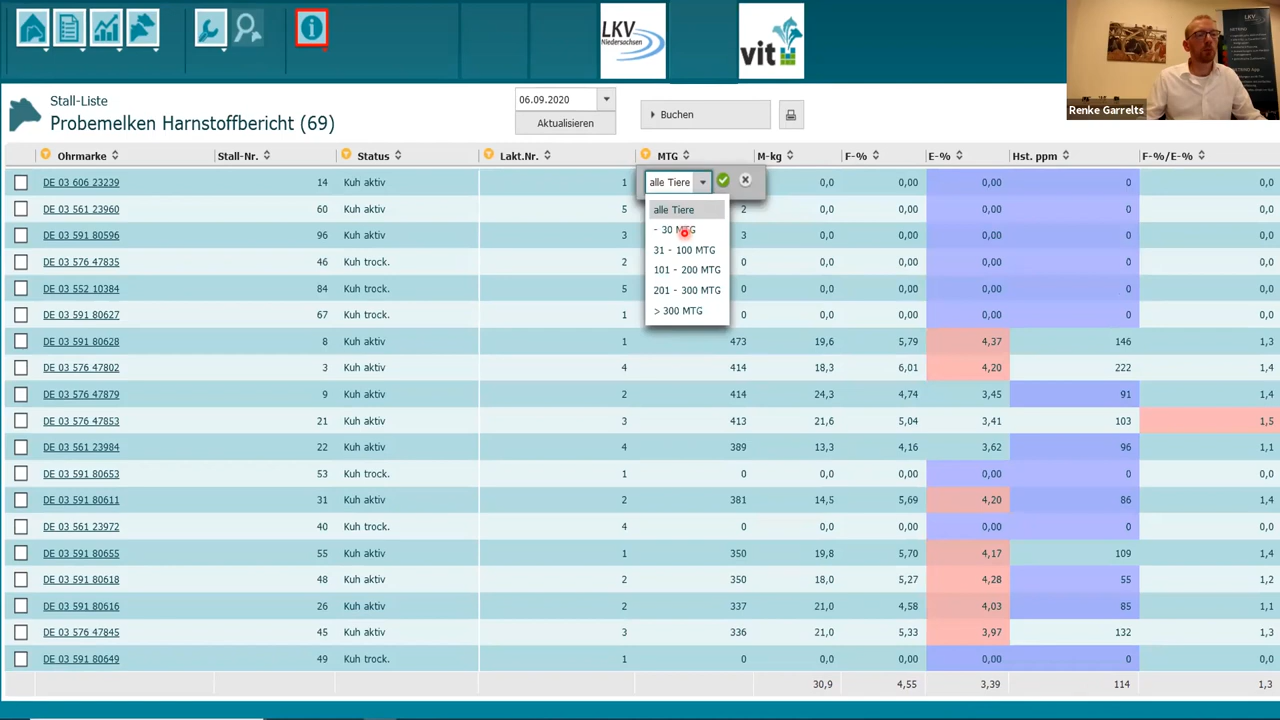 LKV
Niedersachsen
vit
LKV
Renke Garrelts
Stall-Liste
Probemelken Harnstoffbericht (69)
06.09.2020
Aktualisieren
Buchen
Ohrmarke Stall-Nr. Status Lakt.Nr. MTG M-kg F-% E-% Hst. ppm F-%/E-%
alle Tiere
alle Tiere
- 30 MTG
31 - 100 MTG
101 - 200 MTG
201 - 300 MTG
> 300 MTG
DE 03 606 23239 14 Kuh aktiv 1 0,0 0,00 0,00 0 0,0
DE 03 561 23960 60 Kuh aktiv 5 2 0,0 0,00 0,00 0 0,0
DE 03 591 80596 96 Kuh aktiv 3 3 0,0 0,00 0,00 0 0,0
DE 03 576 47835 46 Kuh trock. 2 0 0,0 0,00 0,00 0 0,0
DE 03 552 10384 84 Kuh trock. 5 0 0,0 0,00 0,00 0 0,0
DE 03 591 80627 67 Kuh trock. 1 0 0,0 0,00 0,00 0 0,0
DE 03 591 80628 8 Kuh aktiv 1 473 19,6 5,79 4,37 146 1,3
DE 03 576 47802 3 Kuh aktiv 4 414 18,3 6,01 4,20 222 1,4
DE 03 576 47879 9 Kuh aktiv 2 414 24,3 4,74 3,45 91 1,4
DE 03 576 47853 21 Kuh aktiv 3 413 21,6 5,04 3,41 103 1,5
DE 03 561 23984 22 Kuh aktiv 4 389 13,3 4,16 3,62 96 1,1
DE 03 591 80653 53 Kuh trock. 1 0 0,0 0,00 0,00 0 0,0
DE 03 591 80611 31 Kuh aktiv 2 381 14,5 5,69 4,20 86 1,4
DE 03 561 23972 40 Kuh trock. 4 0 0,0 0,00 0,00 0 0,0
DE 03 591 80655 55 Kuh aktiv 1 350 19,8 5,70 4,17 109 1,4
DE 03 591 80618 48 Kuh aktiv 2 350 18,0 5,27 4,28 55 1,2
DE 03 591 80616 26 Kuh aktiv 2 337 21,0 4,58 4,03 85 1,1
DE 03 576 47845 45 Kuh aktiv 3 336 21,0 5,33 3,97 132 1,3
DE 03 591 80649 49 Kuh trock. 1 0 0,0 0,00 0,00 0 0,0
30,9 4,55 3,39 114 1,3